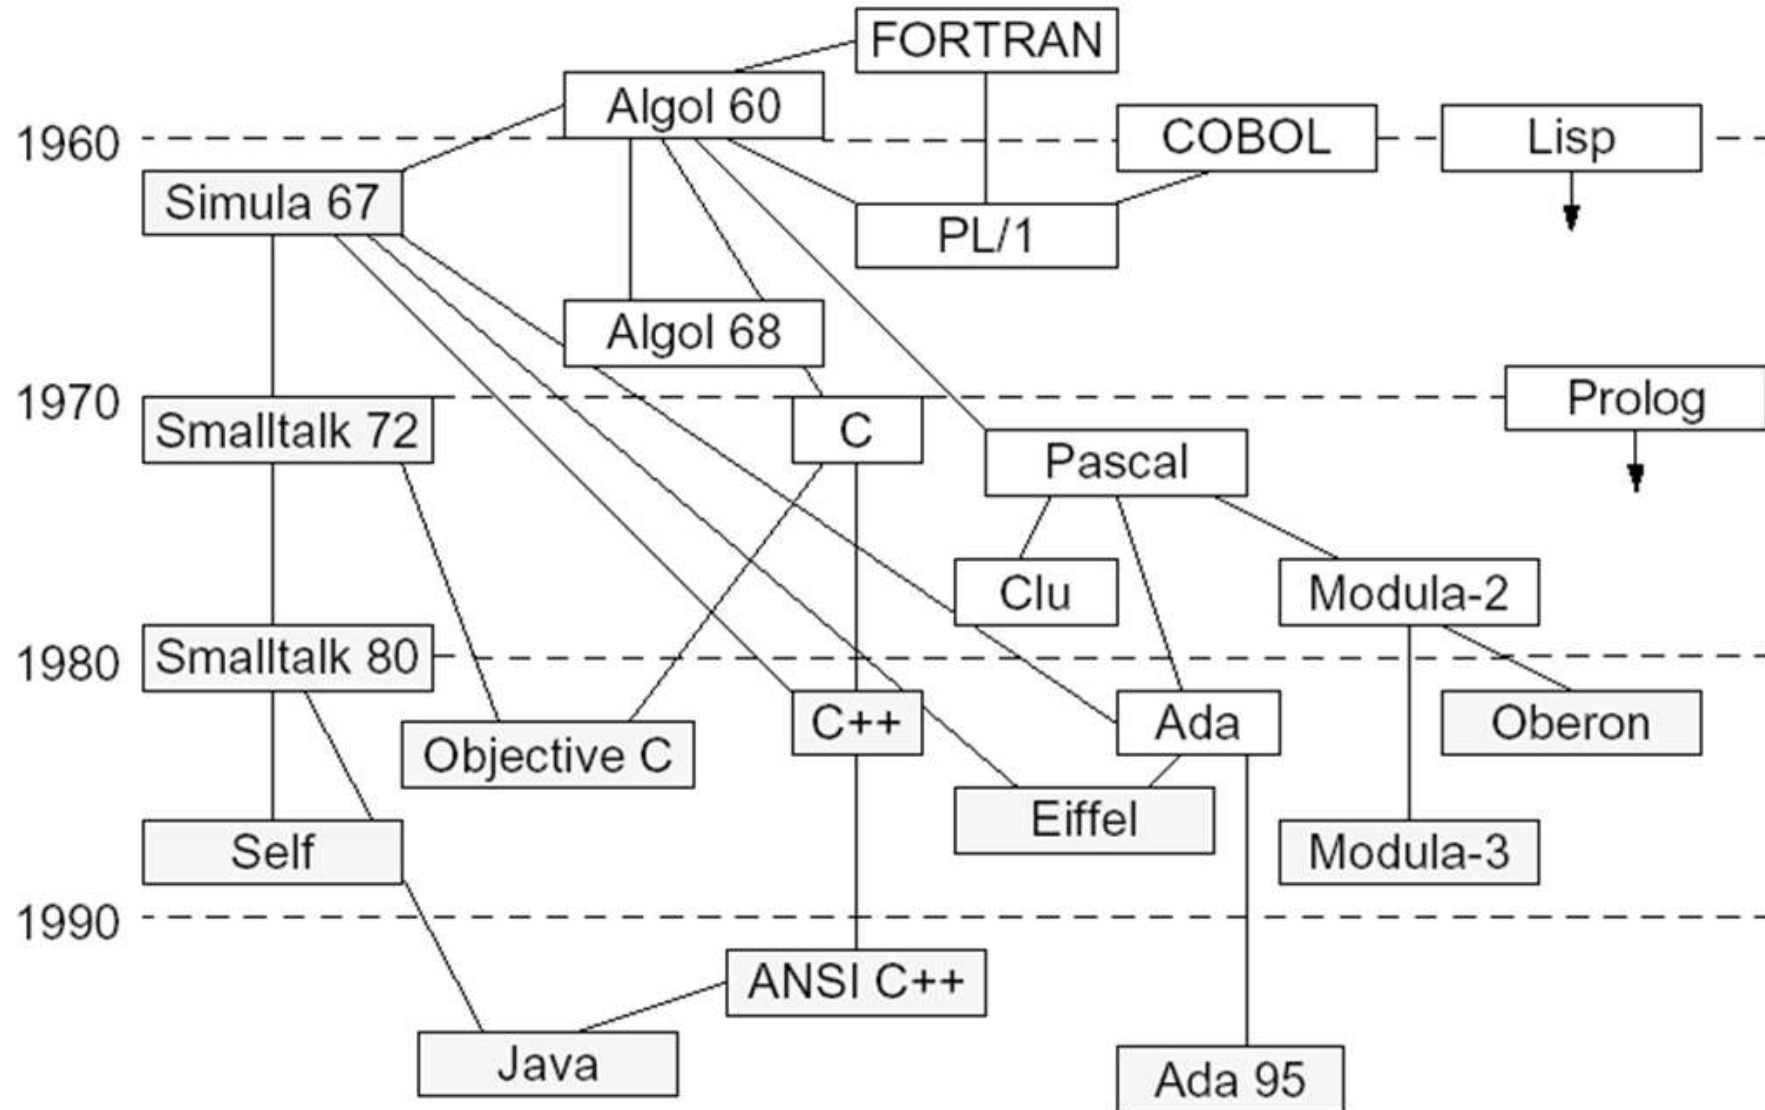 FORTRAN
Algol 60
1960
COBOL
Lisp
Simula 67
PL/1
Algol 68
1970
Prolog
Smalltalk 72
C
Pascal
Clu
Modula-2
1980
Smalltalk 80
C++
Ada
Oberon
Objective C
Eiffel
Self
Modula-3
1990
ANSI C++
Java
Ada 95